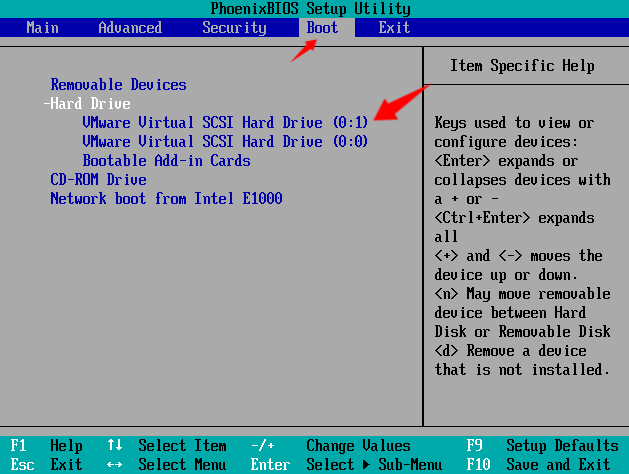 PhoenixBIOS Setup Utility
Main Advanced Security Boot Exit
Removable Devices
-Hard Drive
VMware Virtual SCSI Hard Drive (0:1)
VMware Virtual SCSI Hard Drive (0:0)
Bootable Add-in Cards
CD-ROM Drive
Network boot from Intel E1000
Item Specific Help
Keys used to view or
configure devices:
<Enter> expands or
collapses devices with
a + or -
<Ctrl+Enter> expands
all
<+> and <-> moves the
device up or down.
<n> May move removable
device between Hard
Disk or Removable Disk
<d> Remove a device
that is not installed.
F1 Help ↑↓ Select Item -/+ Change Values F9 Setup Defaults
Esc Exit ↔ Select Menu Enter Select ▶ Sub-Menu F10 Save and Exit